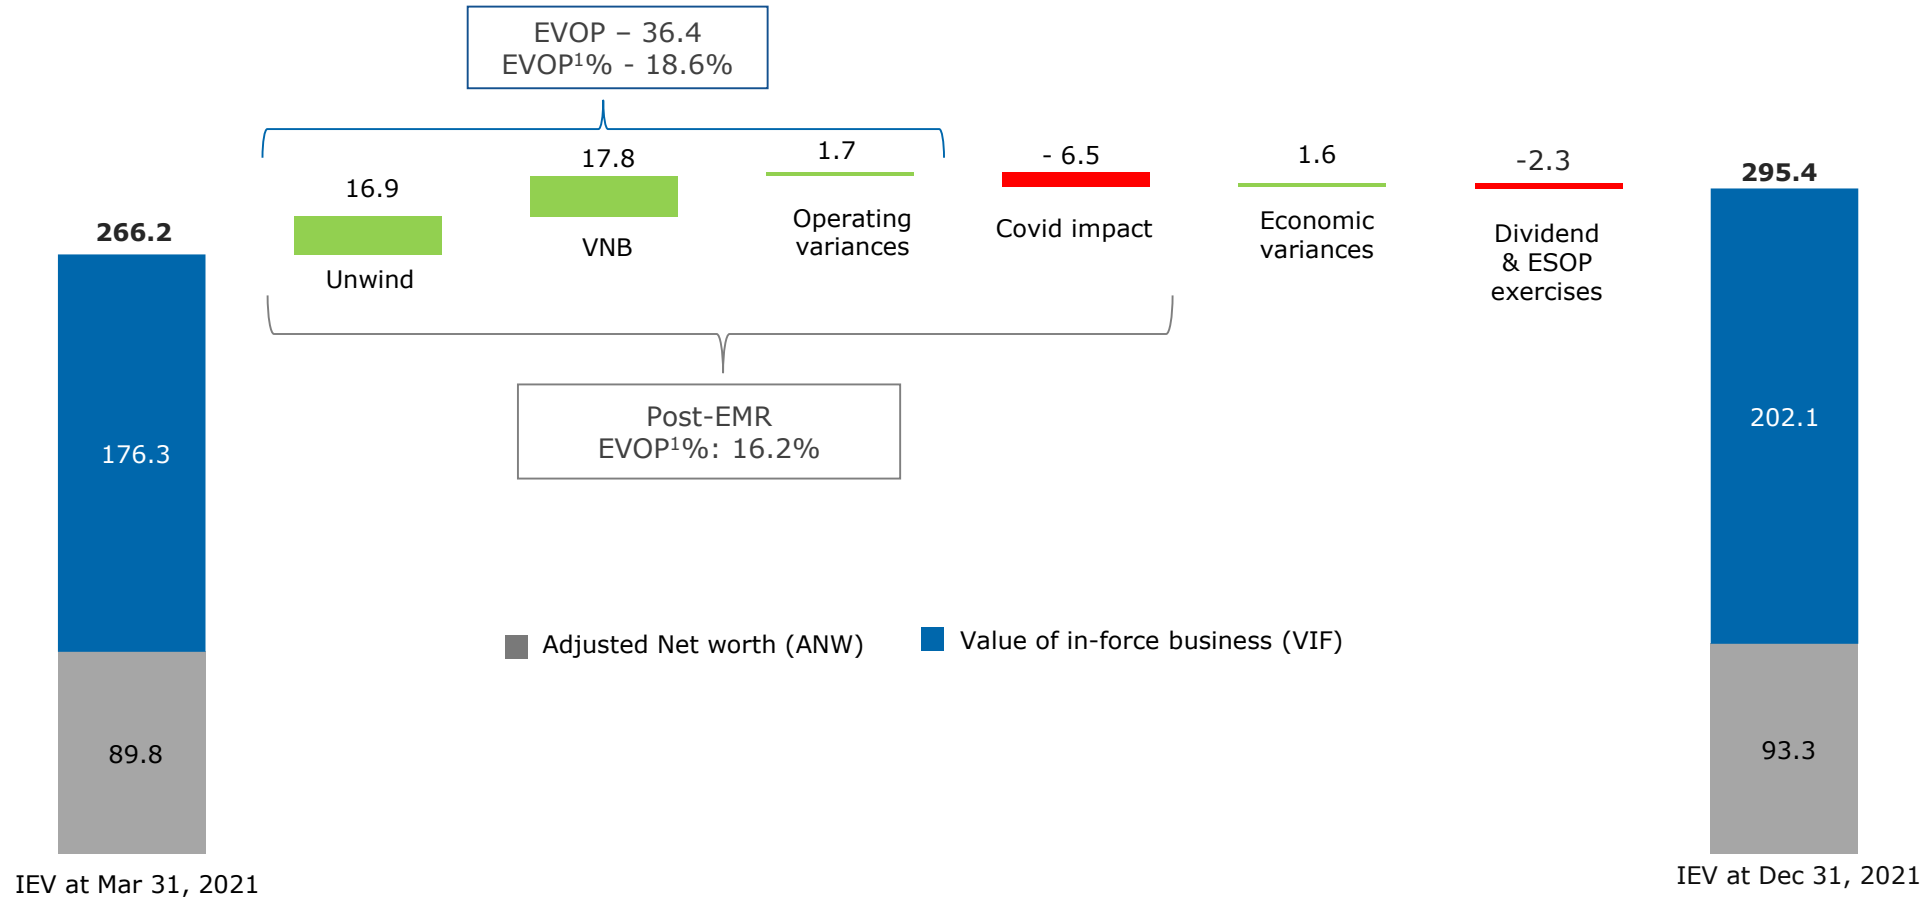 EVOP – 36.4
EVOP¹% - 18.6%
16.9
17.8
1.7
- 6.5
1.6
-2.3
Unwind
VNB
Operating
variances
Covid impact
Economic
variances
Dividend
& ESOP
exercises
266.2
176.3
89.8
IEV at Mar 31, 2021
Post-EMR
EVOP¹%: 16.2%
Adjusted Net worth (ANW)
Value of in-force business (VIF)
295.4
202.1
93.3
IEV at Dec 31, 2021